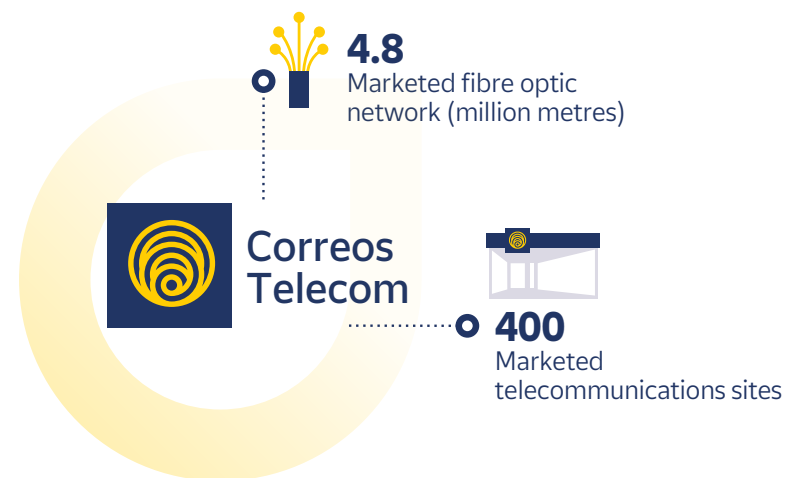 4.8
Marketed fibre optic
network (million metres)
Correos
Telecom
400
Marketed
telecommunications sites